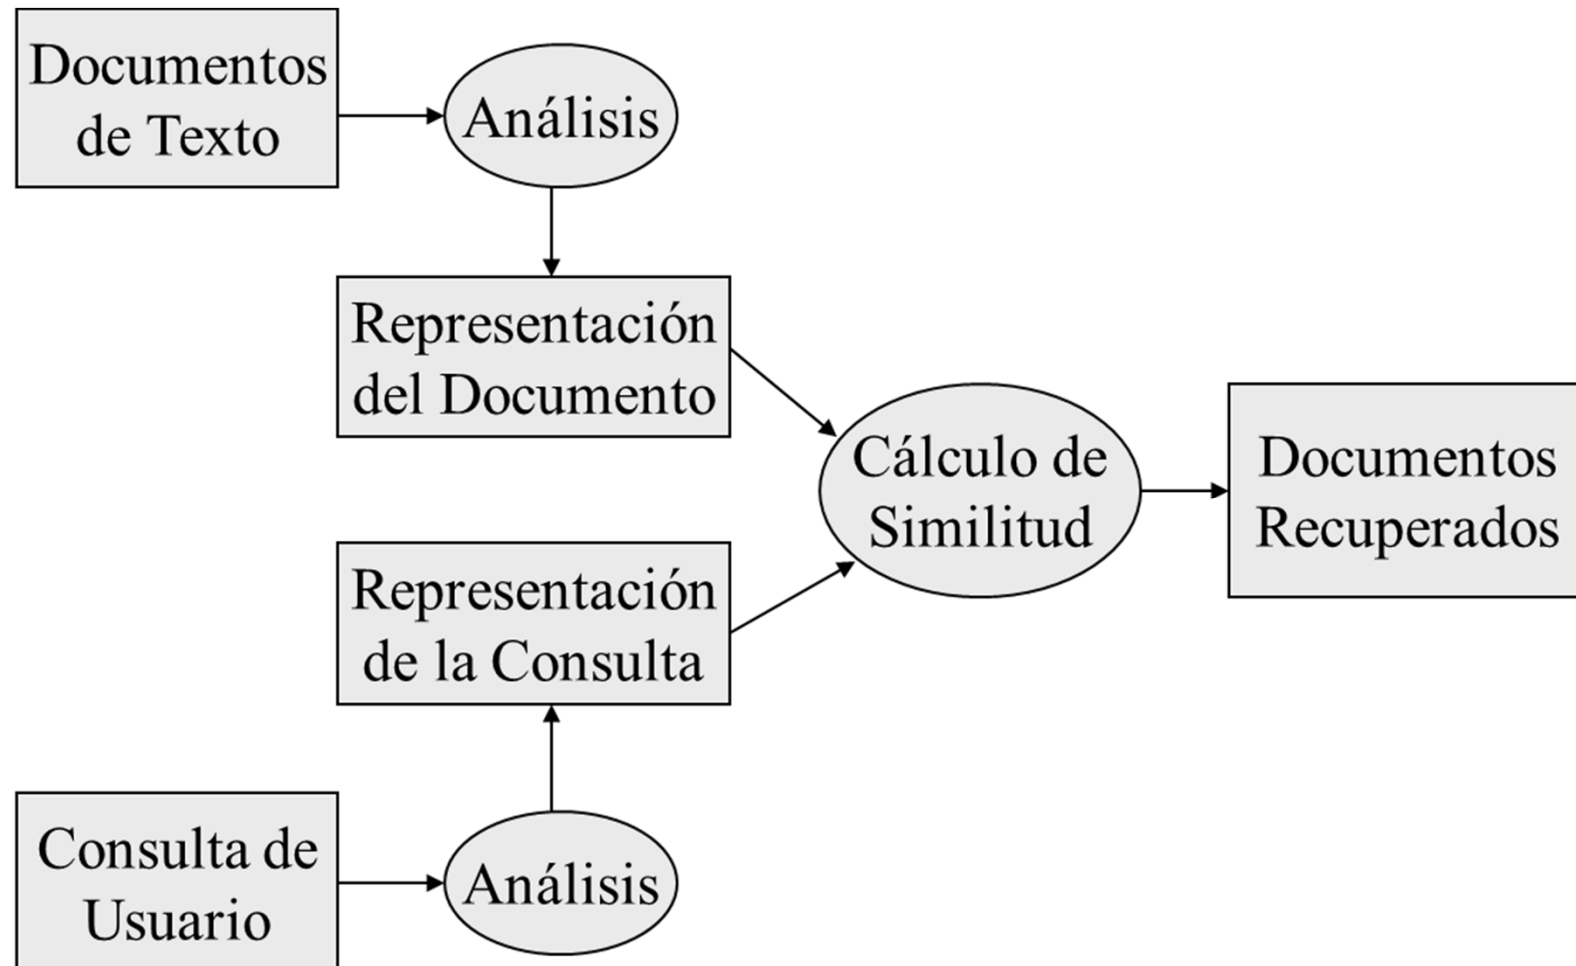 Documentos
de Texto
Análisis
Representación
del Documento
Cálculo de
Similitud
Documentos
Recuperados
Representación
de la Consulta
Consulta de
Usuario
Análisis